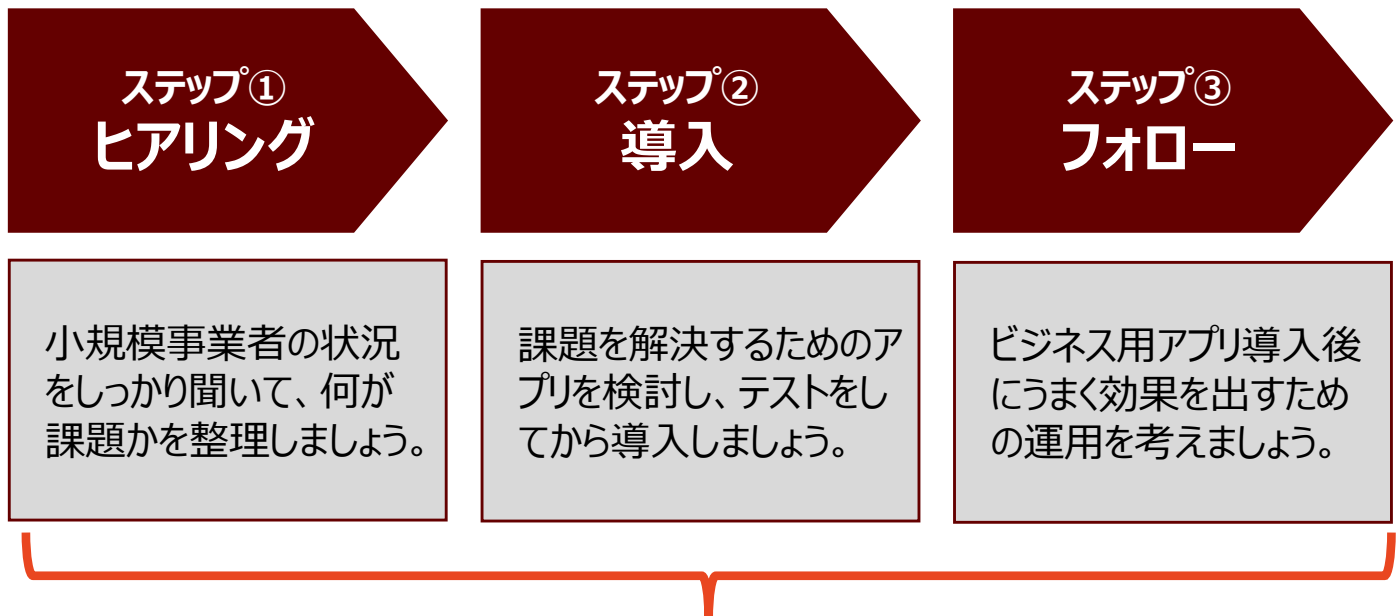 ステップ①
ヒアリング
ステップ②
導入
ステップ③
フォロー
小規模事業者の状況
をしっかり聞いて、何が
課題かを整理しましょう。
課題を解決するためのア
プリを検討し、テストをし
てから導入しましょう。
ビジネス用アプリ導入後
にうまく効果を出すため
の運用を考えましょう。